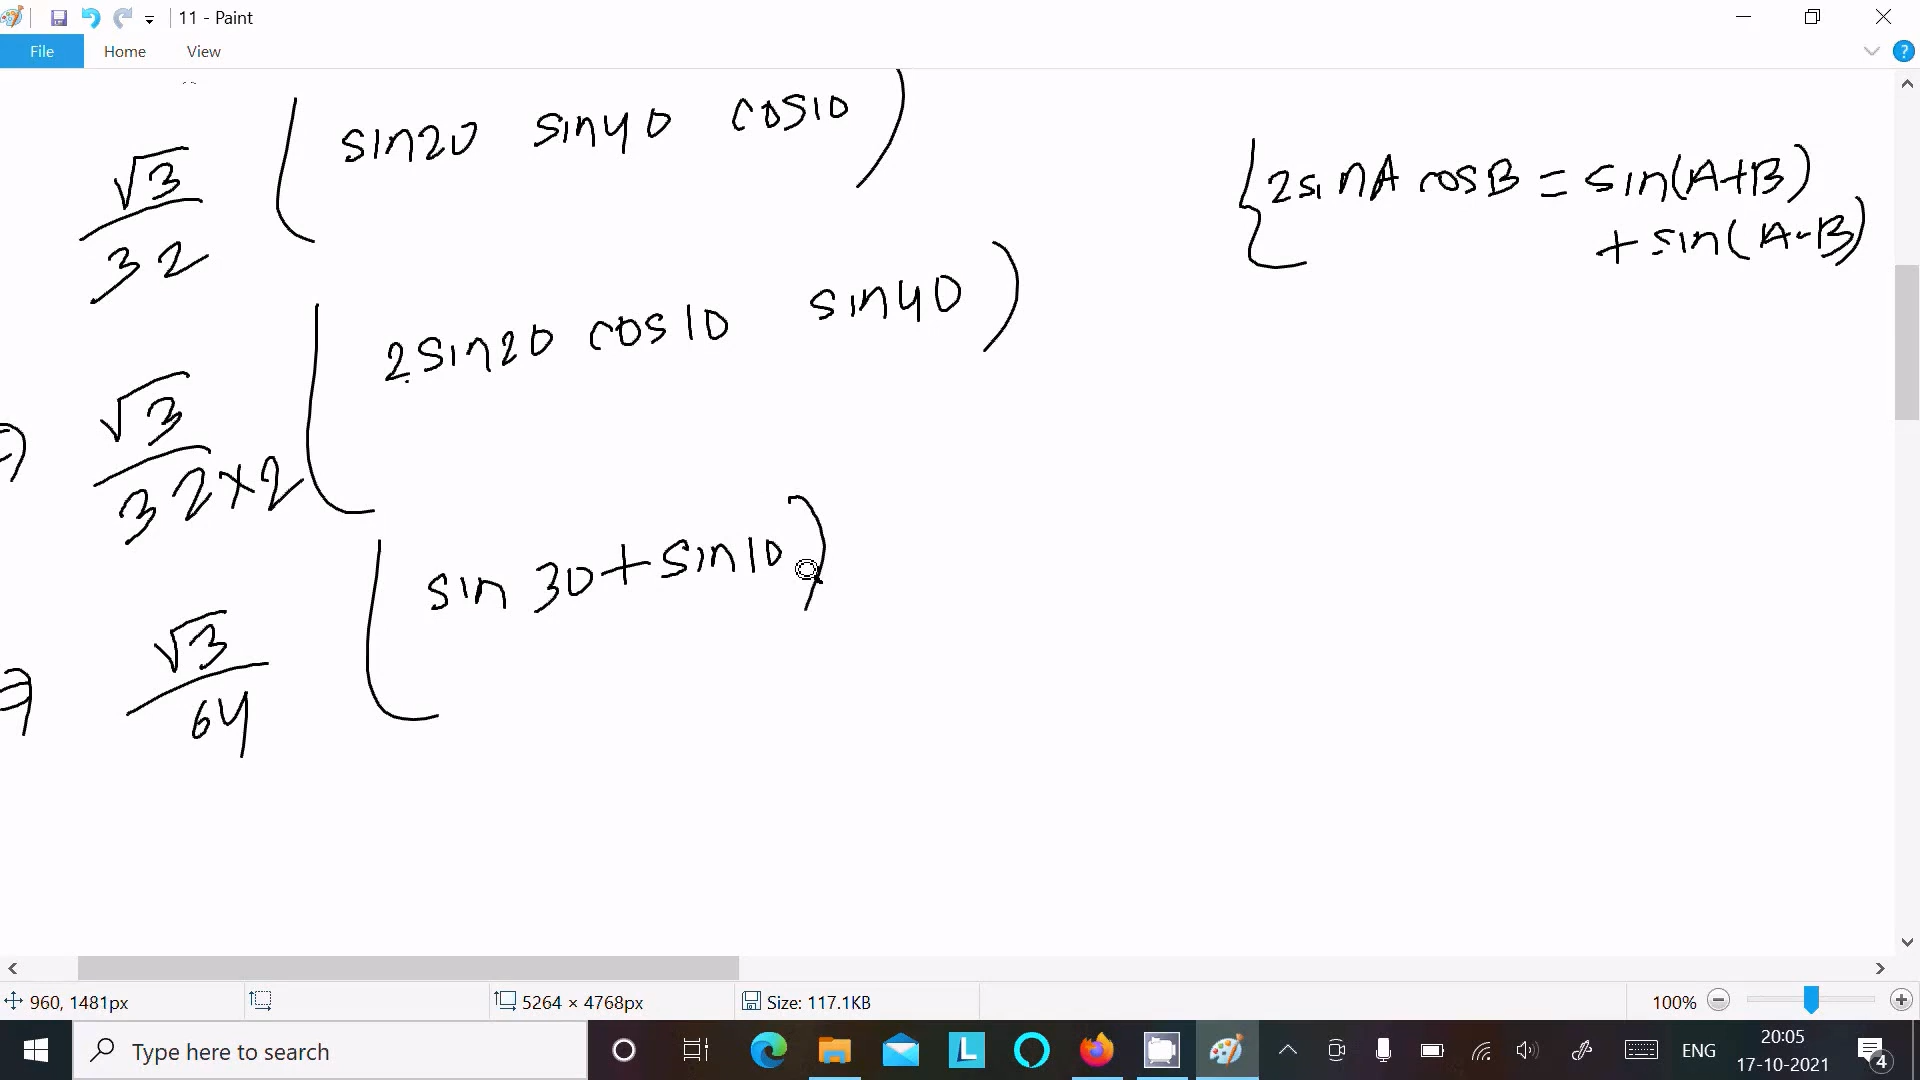 11 - Paint
File Home View
√3/32 ( sin20 sin40 cos10 )
{ 2sinA cosB = sin(A+B)
+ sin(A-B)
⇒ √3/32×2 ( 2sin20 cos10 sin40 )
⇒ √3/64 ( sin 30 + sin10 )
960, 1481px 5264 × 4768px Size: 117.1KB 100%
Type here to search
L
ENG
20:05
17-10-2021
4